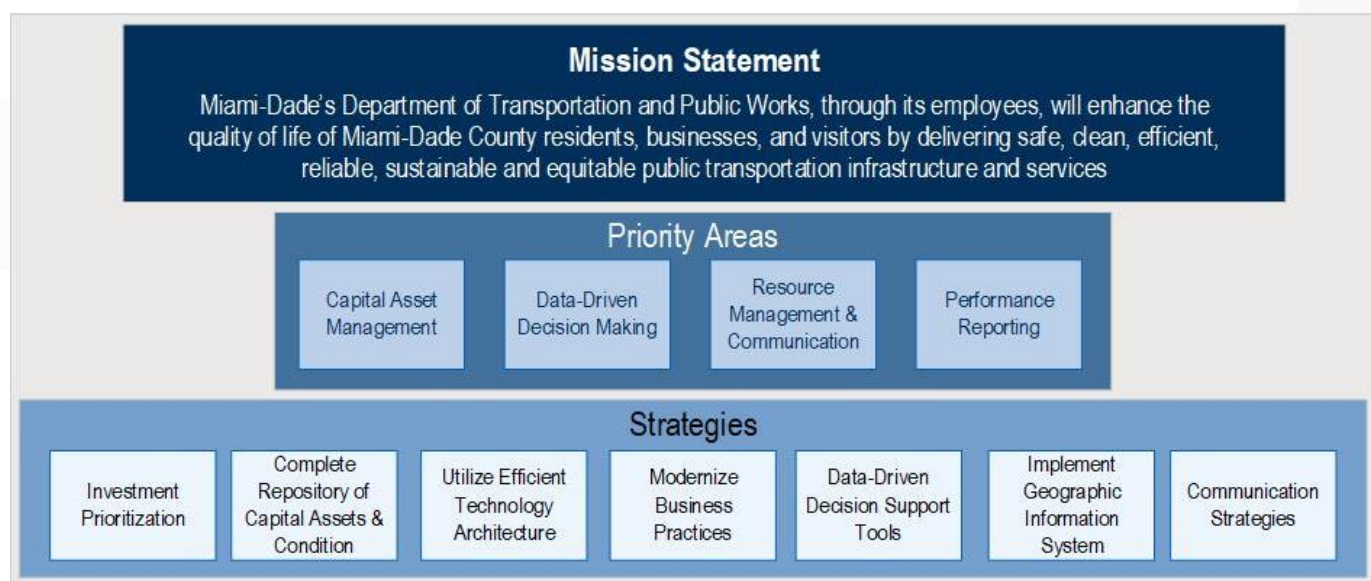 Mission Statement
Miami-Dade's Department of Transportation and Public Works, through its employees, will enhance the
quality of life of Miami-Dade County residents, businesses, and visitors by delivering safe, clean, efficient,
reliable, sustainable and equitable public transportation infrastructure and services
Priority Areas
Capital Asset
Management
Data-Driven
Decision Making
Resource
Management &
Communication
Performance
Reporting
Strategies
Investment
Prioritization
Complete
Repository of
Capital Assets &
Condition
Utilize Efficient
Technology
Architecture
Modernize
Business
Practices
Data-Driven
Decision Support
Tools
Implement
Geographic
Information
System
Communication
Strategies